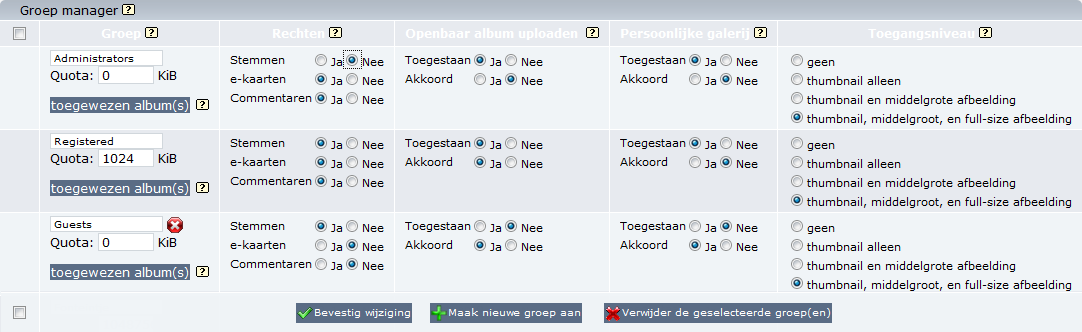 Groep manager ?
Groep ? Rechten ? Openbaar album uploaden ? Persoonlijke galerij ? Toegangsniveau ?
Administrators
Quota: 0 KiB
toegewezen album(s) ?
Stemmen Ja Nee
e-kaarten Ja Nee
Commentaren Ja Nee
Toegestaan Ja Nee
Akkoord Ja Nee
Toegestaan Ja Nee
Akkoord Ja Nee
geen
thumbnail alleen
thumbnail en middelgrote afbeelding
thumbnail, middelgroot, en full-size afbeelding
Registered
Quota: 1024 KiB
toegewezen album(s) ?
Stemmen Ja Nee
e-kaarten Ja Nee
Commentaren Ja Nee
Toegestaan Ja Nee
Akkoord Ja Nee
Toegestaan Ja Nee
Akkoord Ja Nee
geen
thumbnail alleen
thumbnail en middelgrote afbeelding
thumbnail, middelgroot, en full-size afbeelding
Guests
Quota: 0 KiB
toegewezen album(s) ?
Stemmen Ja Nee
e-kaarten Ja Nee
Commentaren Ja Nee
Toegestaan Ja Nee
Akkoord Ja Nee
Toegestaan Ja Nee
Akkoord Ja Nee
geen
thumbnail alleen
thumbnail en middelgrote afbeelding
thumbnail, middelgroot, en full-size afbeelding
Bevestig wijziging Maak nieuwe groep aan Verwijder de geselecteerde groep(en)